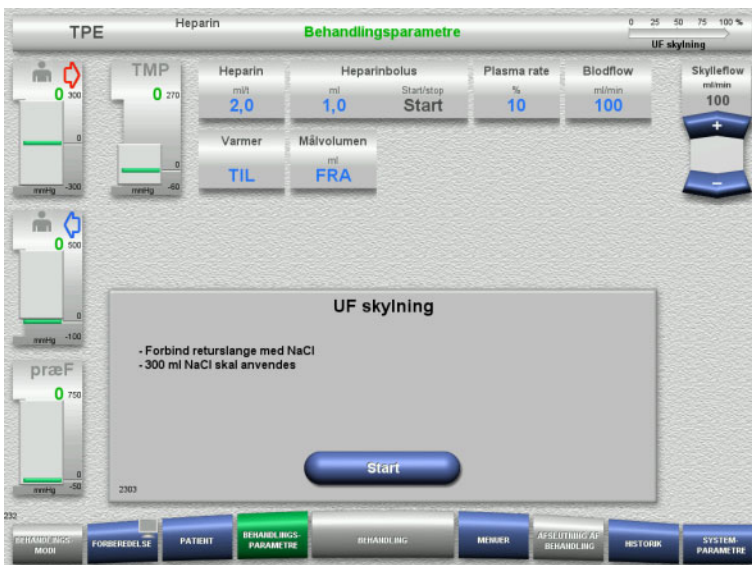 TPE
Heparin
Behandlingsparametre
0 25 50 75 100 %
UF skylning
0 300
0
mmHg -300
TMP
0 270
0
mmHg -60
Heparin
ml/t
2,0
Heparinbolus
ml Start/stop
1,0 Start
Plasma rate
%
10
Blodflow
ml/min
100
Skylleflow
ml/min
100
+
−
Varmer
TIL
Målvolumen
ml
FRA
0 500
0
mmHg -100
præF
0 750
0
mmHg -50
UF skylning
- Forbind returslange med NaCl
- 300 ml NaCl skal anvendes
Start
2303
232
BEHANDLINGS-
MODI
FORBEREDELSE
PATIENT
BEHANDLINGS-
PARAMETRE
BEHANDLING
MENUER
AFSLUTNING AF
BEHANDLING
HISTORIK
SYSTEM-
PARAMETRE